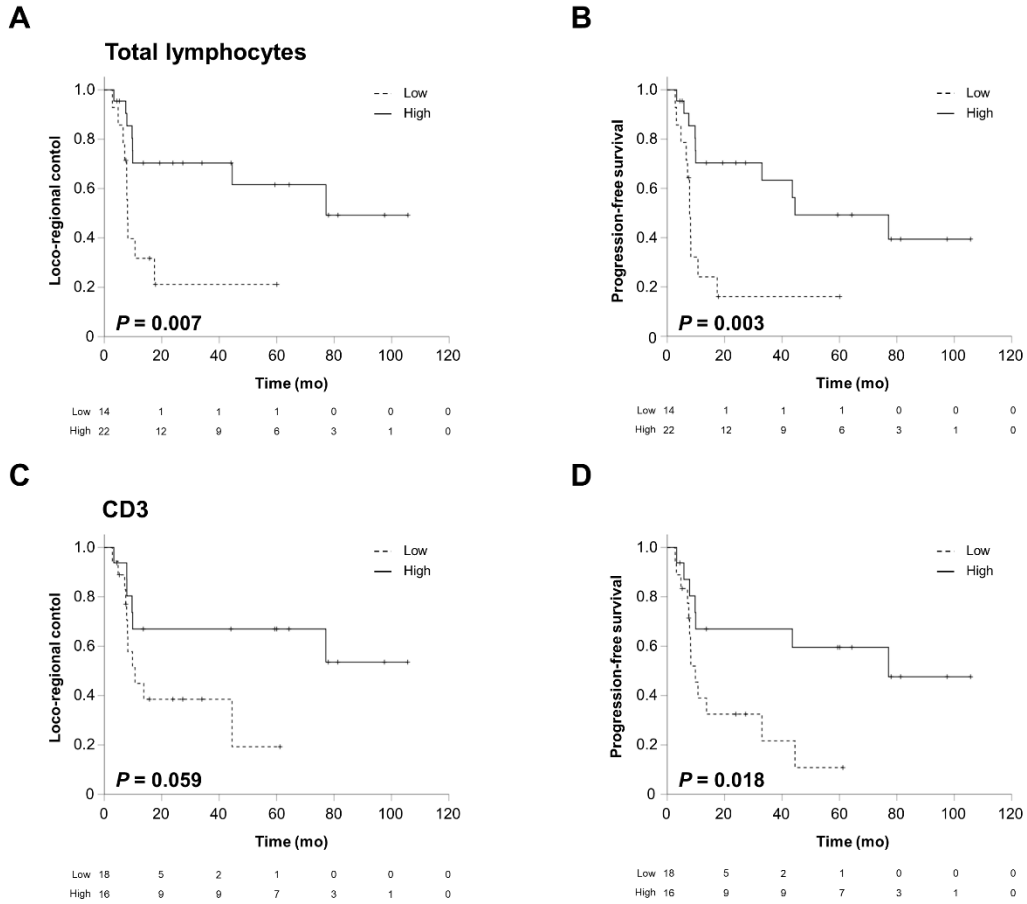 A
B
Total lymphocytes
Low
High
1.0
0.8
0.6
0.4
0.2
0
Loco-regional contol
P = 0.007
0 20 40 60 80 100 120
Time (mo)
Low 14 1 1 1 0 0 0
High 22 12 9 6 3 1 0
Low
High
1.0
0.8
0.6
0.4
0.2
0
Progression-free survival
P = 0.003
0 20 40 60 80 100 120
Time (mo)
Low 14 1 1 1 0 0 0
High 22 12 9 6 3 1 0
C
D
CD3
Low
High
1.0
0.8
0.6
0.4
0.2
0
Loco-regional contol
P = 0.059
0 20 40 60 80 100 120
Time (mo)
Low 18 5 2 1 0 0 0
High 16 9 9 7 3 1 0
Low
High
1.0
0.8
0.6
0.4
0.2
0
Progression-free survival
P = 0.018
0 20 40 60 80 100 120
Time (mo)
Low 18 5 2 1 0 0 0
High 16 9 9 7 3 1 0